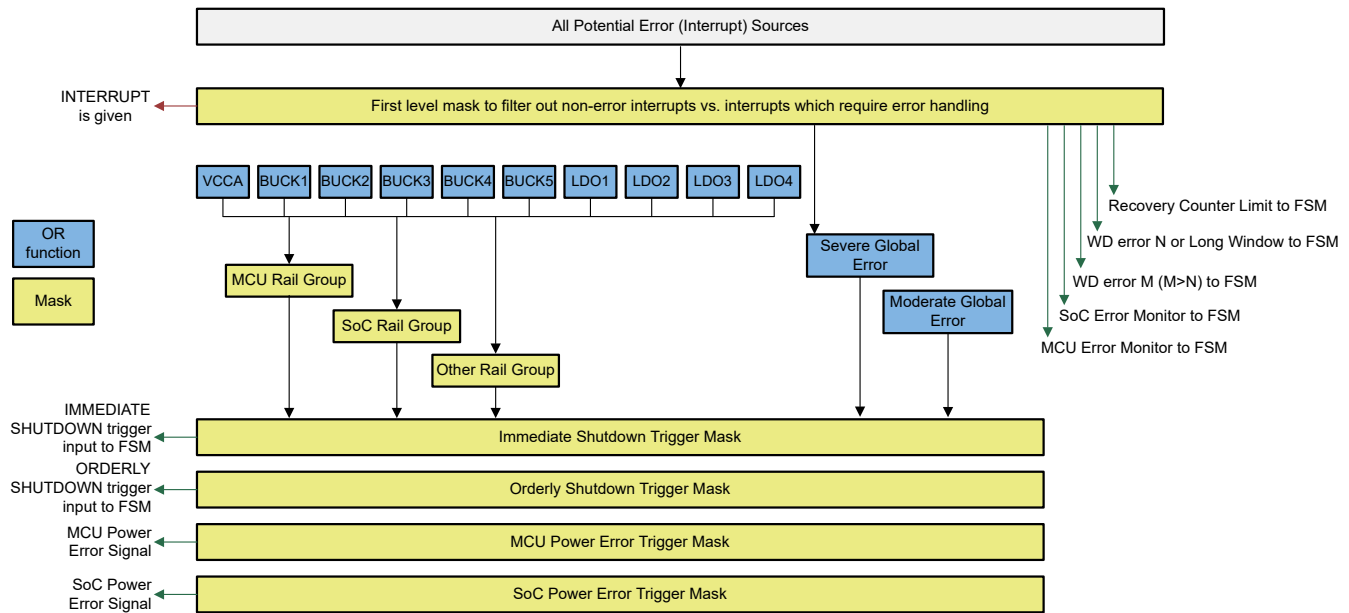 All Potential Error (Interrupt) Sources
INTERRUPT
is given
First level mask to filter out non-error interrupts vs. interrupts which require error handling
VCCA
BUCK1
BUCK2
BUCK3
BUCK4
BUCK5
LDO1
LDO2
LDO3
LDO4
Recovery Counter Limit to FSM
WD error N or Long Window to FSM
WD error M (M>N) to FSM
SoC Error Monitor to FSM
MCU Error Monitor to FSM
OR
function
Mask
Severe Global
Error
Moderate Global
Error
MCU Rail Group
SoC Rail Group
Other Rail Group
IMMEDIATE
SHUTDOWN trigger
input to FSM
Immediate Shutdown Trigger Mask
ORDERLY
SHUTDOWN trigger
input to FSM
Orderly Shutdown Trigger Mask
MCU Power
Error Signal
MCU Power Error Trigger Mask
SoC Power
Error Signal
SoC Power Error Trigger Mask